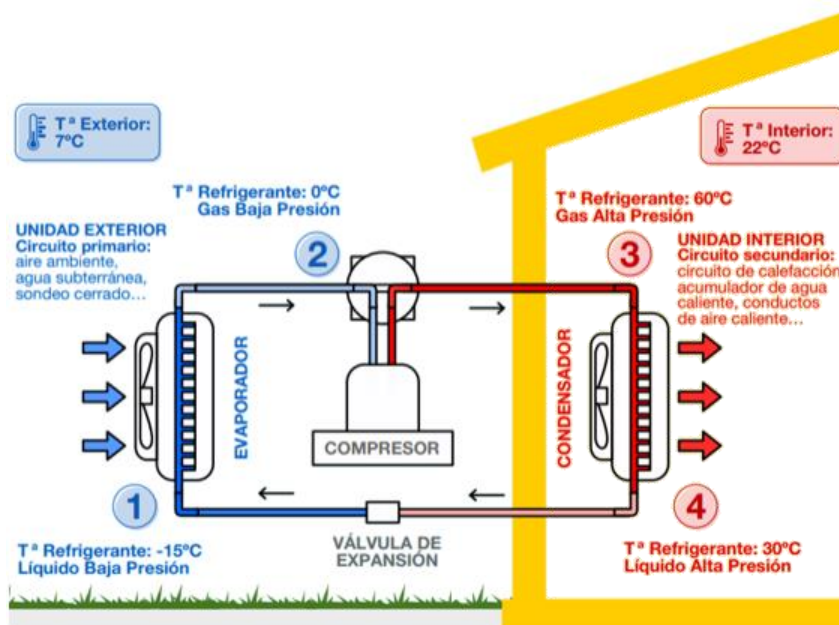 Tª Exterior:
7ºC
Tª Interior:
22ºC
Tª Refrigerante: 0ºC
Gas Baja Presión
Tª Refrigerante: 60ºC
Gas Alta Presión
UNIDAD EXTERIOR
Circuito primario:
aire ambiente,
agua subterránea,
sondeo cerrado...
2
3
UNIDAD INTERIOR
Circuito secundario:
circuito de calefacción
acumulador de agua
caliente, conductos
de aire caliente...
EVAPORADOR
COMPRESOR
CONDENSADOR
1
4
VÁLVULA DE
EXPANSIÓN
Tª Refrigerante: -15ºC
Líquido Baja Presión
Tª Refrigerante: 30ºC
Líquido Alta Presión